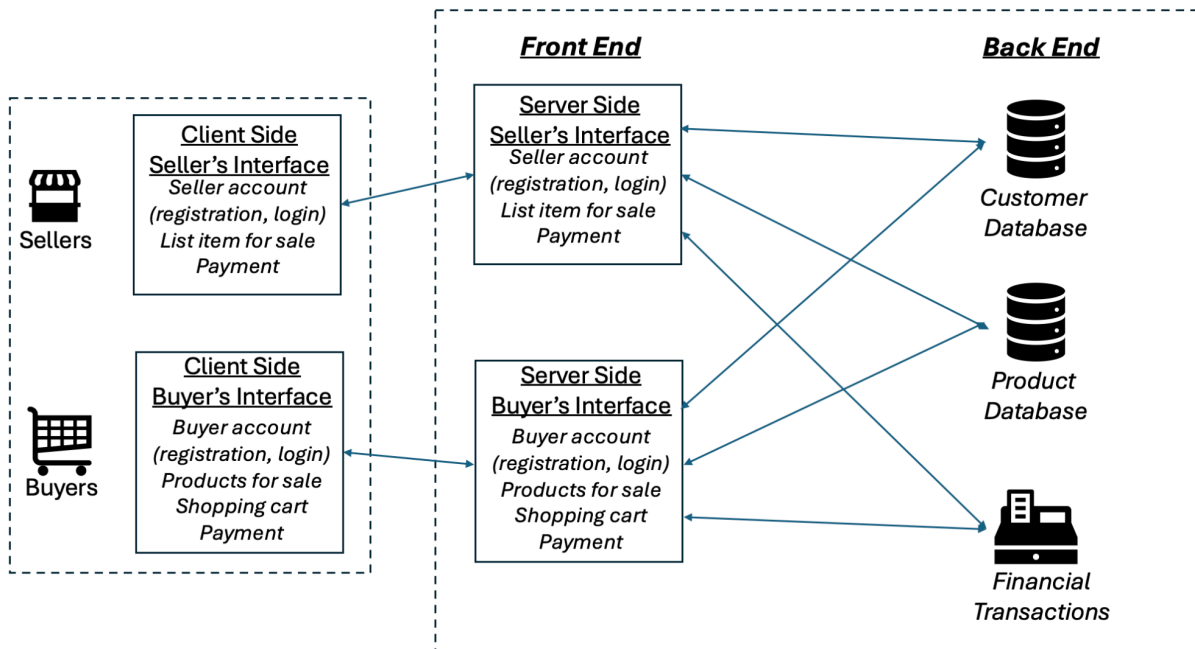 Front End
Back End
Sellers
Client Side
Seller’s Interface
Seller account
(registration, login)
List item for sale
Payment
Server Side
Seller’s Interface
Seller account
(registration, login)
List item for sale
Payment
Customer
Database
Buyers
Client Side
Buyer’s Interface
Buyer account
(registration, login)
Products for sale
Shopping cart
Payment
Server Side
Buyer’s Interface
Buyer account
(registration, login)
Products for sale
Shopping cart
Payment
Product
Database
Financial
Transactions